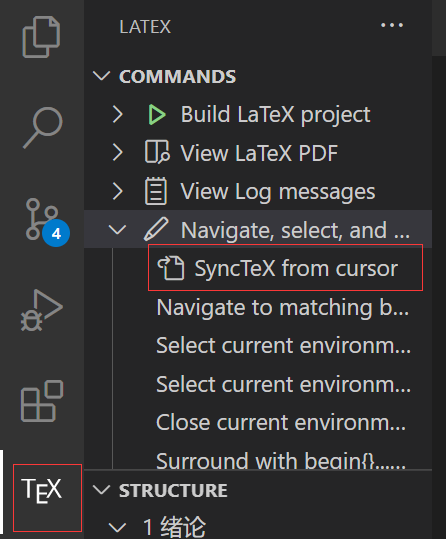 LATEX
COMMANDS
Build LaTeX project
View LaTeX PDF
View Log messages
Navigate, select, and ...
SyncTeX from cursor
Navigate to matching b...
Select current environm...
Select current environm...
Close current environm...
Surround with begin{}...
4
TEX
STRUCTURE
1 绪论